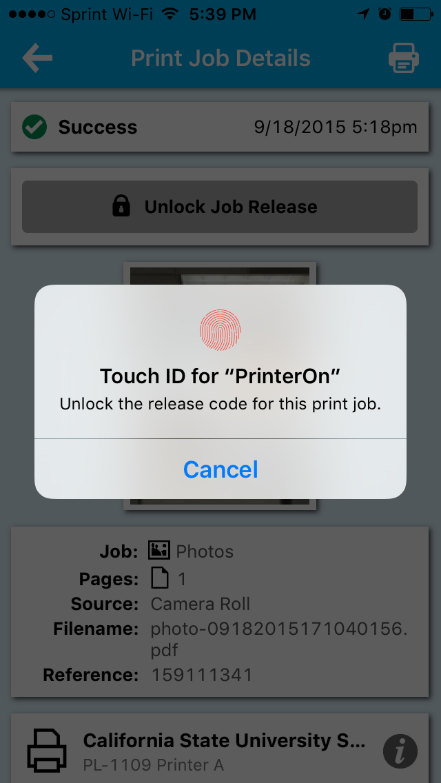 Sprint Wi-Fi 5:39 PM
Print Job Details
Success 9/18/2015 5:18pm
Unlock Job Release
Touch ID for “PrinterOn”
Unlock the release code for this print job.
Cancel
Job: Photos
Pages: 1
Source: Camera Roll
Filename: photo-09182015171040156.
pdf
Reference: 159111341
California State University S...
PL-1109 Printer A